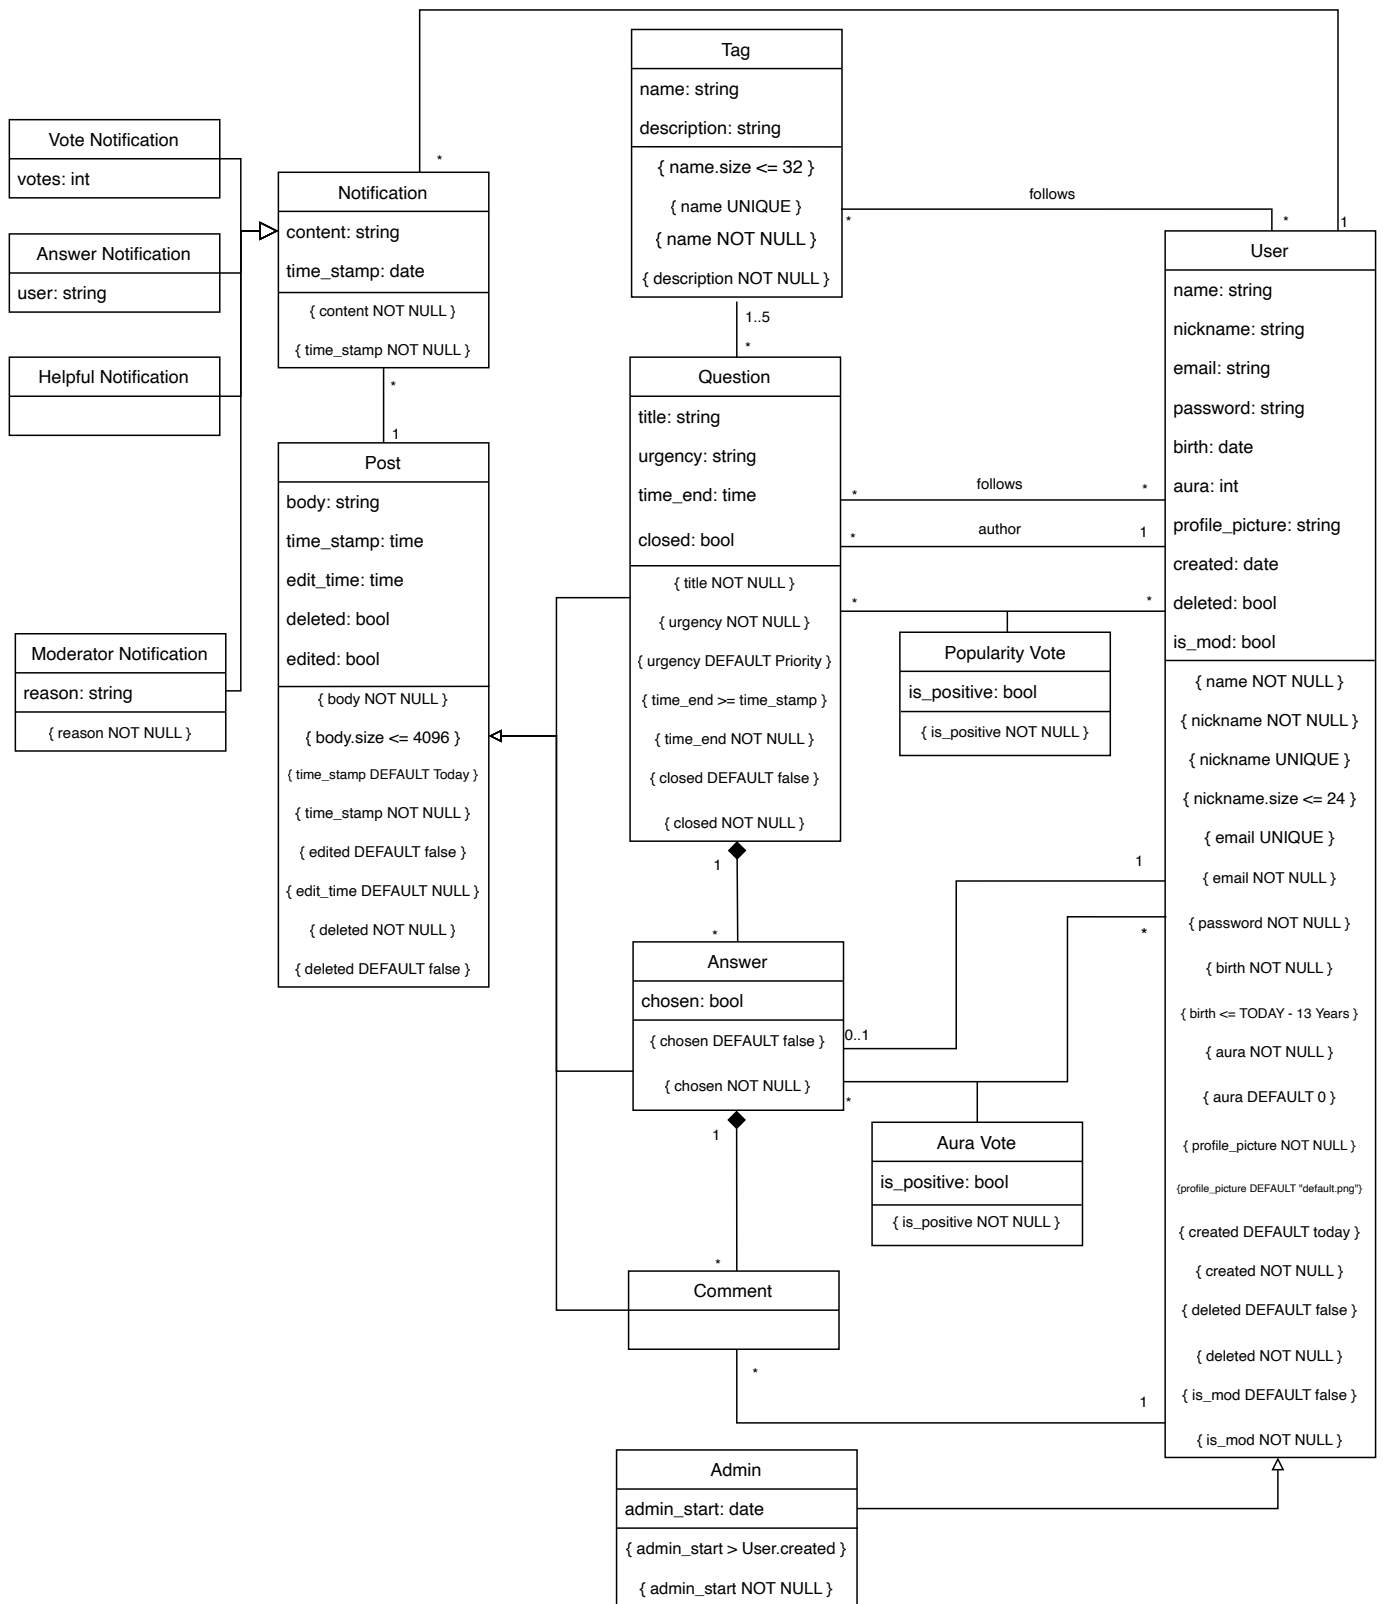 Tag
name: string
description: string
{ name.size <= 32 }
{ name UNIQUE }
{ name NOT NULL }
{ description NOT NULL }
Vote Notification
votes: int
Answer Notification
user: string
Helpful Notification
Moderator Notification
reason: string
{ reason NOT NULL }
*
Notification
content: string
time_stamp: date
{ content NOT NULL }
{ time_stamp NOT NULL }
*
1
Post
body: string
time_stamp: time
edit_time: time
deleted: bool
edited: bool
{ body NOT NULL }
{ body.size <= 4096 }
{ time_stamp DEFAULT Today }
{ time_stamp NOT NULL }
{ edited DEFAULT false }
{ edit_time DEFAULT NULL }
{ deleted NOT NULL }
{ deleted DEFAULT false }
follows
*
*
1
1..5
*
Question
title: string
urgency: string
time_end: time
closed: bool
{ title NOT NULL }
{ urgency NOT NULL }
{ urgency DEFAULT Priority }
{ time_end >= time_stamp }
{ time_end NOT NULL }
{ closed DEFAULT false }
{ closed NOT NULL }
*
follows
*
*
author
1
*
*
Popularity Vote
is_positive: bool
{ is_positive NOT NULL }
1
*
Answer
chosen: bool
{ chosen DEFAULT false }
{ chosen NOT NULL }
1
0..1
*
*
Aura Vote
is_positive: bool
{ is_positive NOT NULL }
1
*
Comment
*
1
User
name: string
nickname: string
email: string
password: string
birth: date
aura: int
profile_picture: string
created: date
deleted: bool
is_mod: bool
{ name NOT NULL }
{ nickname NOT NULL }
{ nickname UNIQUE }
{ nickname.size <= 24 }
{ email UNIQUE }
{ email NOT NULL }
{ password NOT NULL }
{ birth NOT NULL }
{ birth <= TODAY - 13 Years }
{ aura NOT NULL }
{ aura DEFAULT 0 }
{ profile_picture NOT NULL }
{profile_picture DEFAULT "default.png"}
{ created DEFAULT today }
{ created NOT NULL }
{ deleted DEFAULT false }
{ deleted NOT NULL }
{ is_mod DEFAULT false }
{ is_mod NOT NULL }
Admin
admin_start: date
{ admin_start > User.created }
{ admin_start NOT NULL }